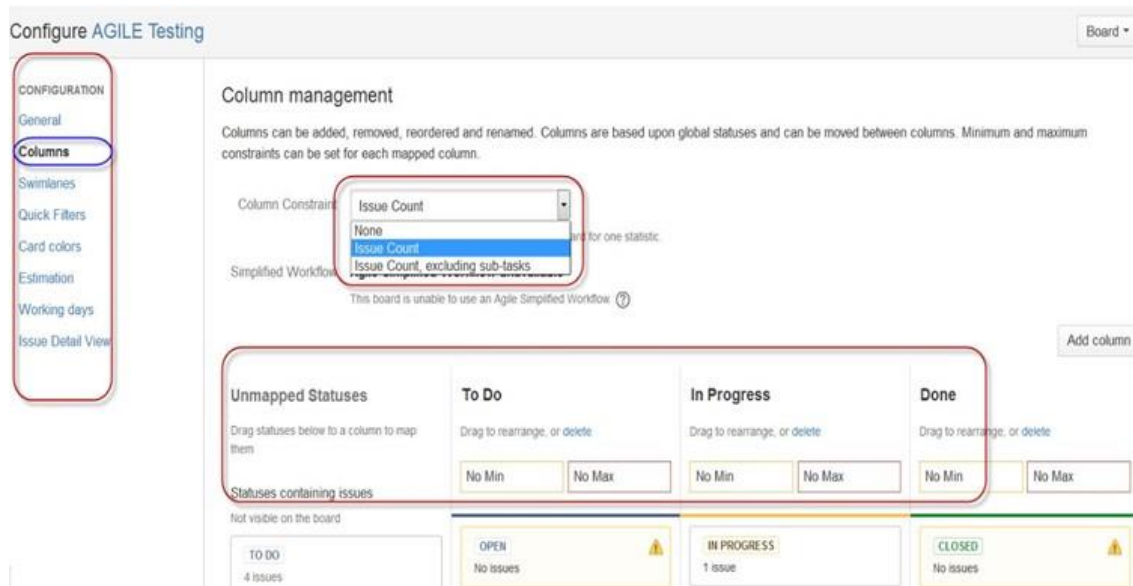 Configure AGILE Testing
Board
CONFIGURATION
General
Columns
Swimlanes
Quick Filters
Card colors
Estimation
Working days
Issue Detail View
Column management
Columns can be added, removed, reordered and renamed. Columns are based upon global statuses and can be moved between columns. Minimum and maximum
constraints can be set for each mapped column.
Column Constraint
Issue Count
None
Issue Count
Issue Count, excluding sub-tasks
for one statistic.
Simplified Workflow
This board is unable to use an Agile Simplified Workflow.
Add column
Unmapped Statuses
Drag statuses below to a column to map
them
Statuses containing issues
Not visible on the board
TO DO
4 issues
To Do
Drag to rearrange, or delete
No Min No Max
OPEN
No issues
In Progress
Drag to rearrange, or delete
No Min No Max
IN PROGRESS
1 issue
Done
Drag to rearrange, or delete
No Min No Max
CLOSED
No issues